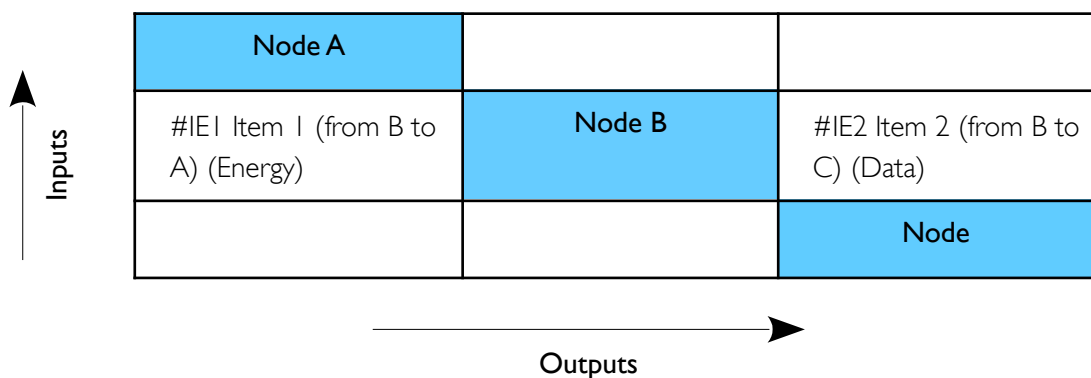 Node A
Inputs
#IE1 Item 1 (from B to
A) (Energy)
Node B
#IE2 Item 2 (from B to
C) (Data)
Node
Outputs